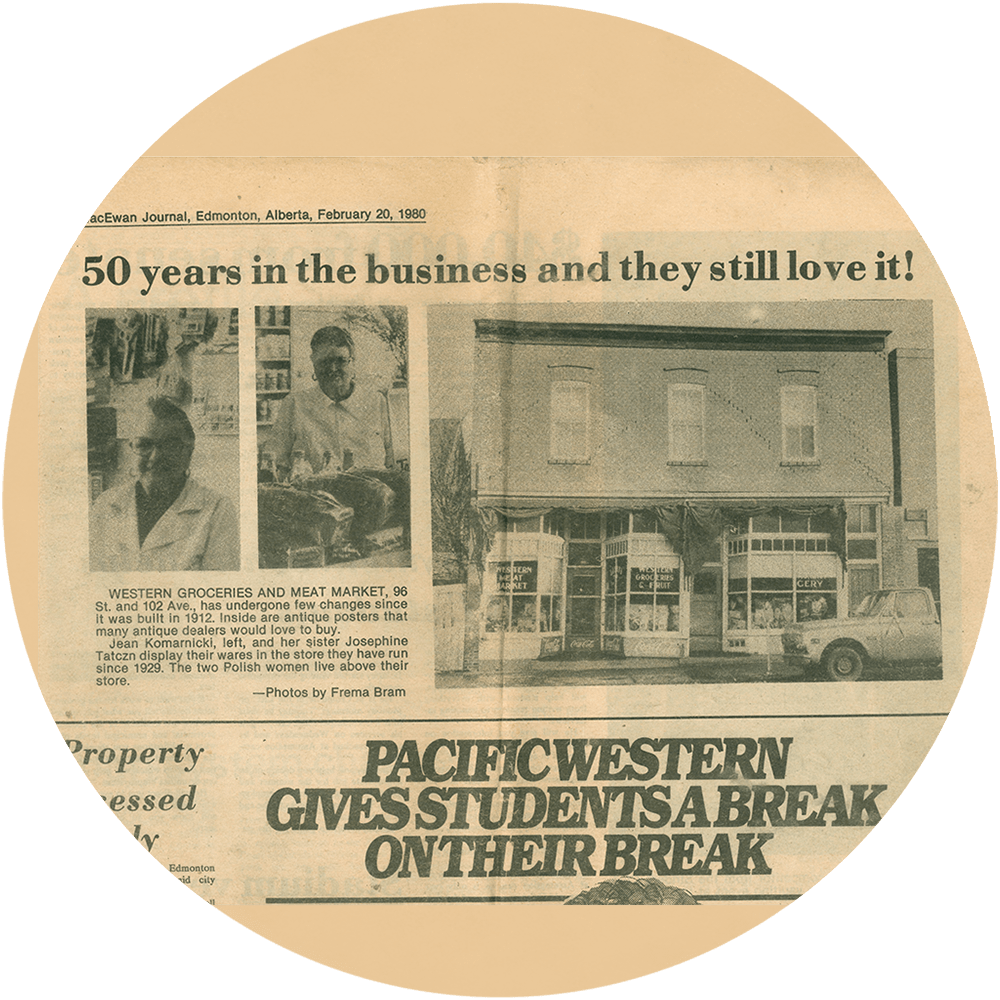 acEwan Journal, Edmonton, Alberta, February 20, 1980
50 years in the business and they still love it!
WESTERN MEAT MARKET
WESTERN GROCERIES & FRUIT
CERY
WESTERN GROCERIES AND MEAT MARKET, 96
St. and 102 Ave., has undergone few changes since
it was built in 1912. Inside are antique posters that
many antique dealers would love to buy.
Jean Komarnicki, left, and her sister Josephine
Tatczn display their wares in the store they have run
since 1929. The two Polish women live above their
store.
—Photos by Frema Bram
Property
essed
ly
Edmonton
id city
PACIFIC WESTERN
GIVES STUDENTS A BREAK
ON THEIR BREAK